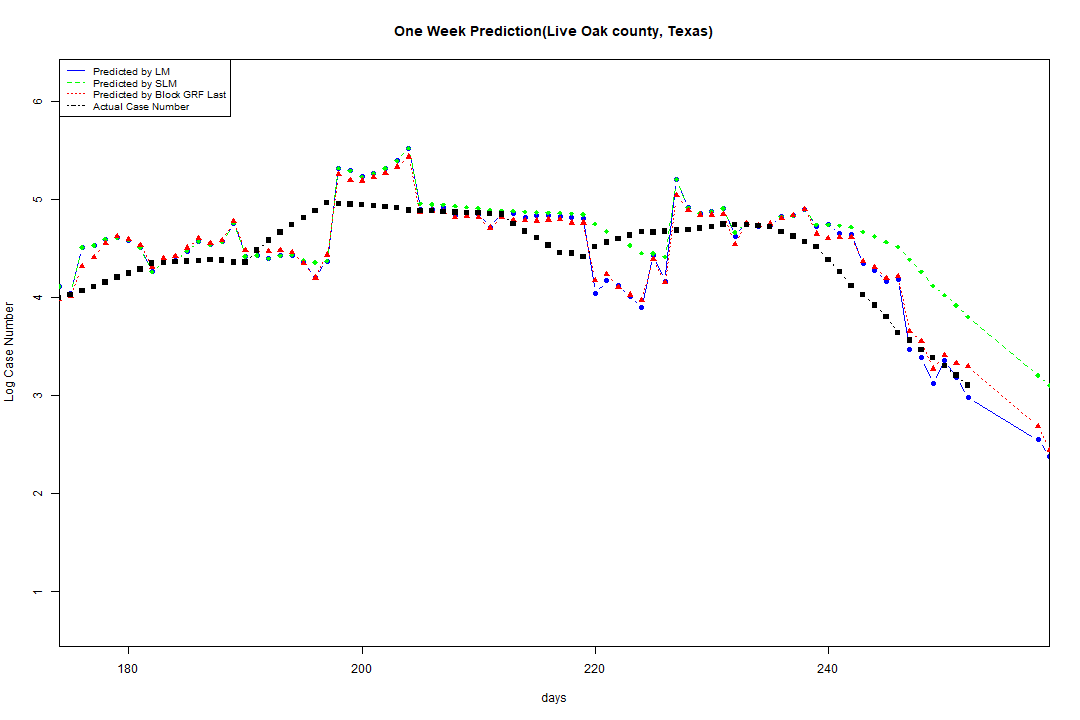 One Week Prediction(Live Oak county, Texas)
Predicted by LM
Predicted by SLM
Predicted by Block GRF Last
Actual Case Number
6
5
4
3
2
1
Log Case Number
180 200 220 240
days